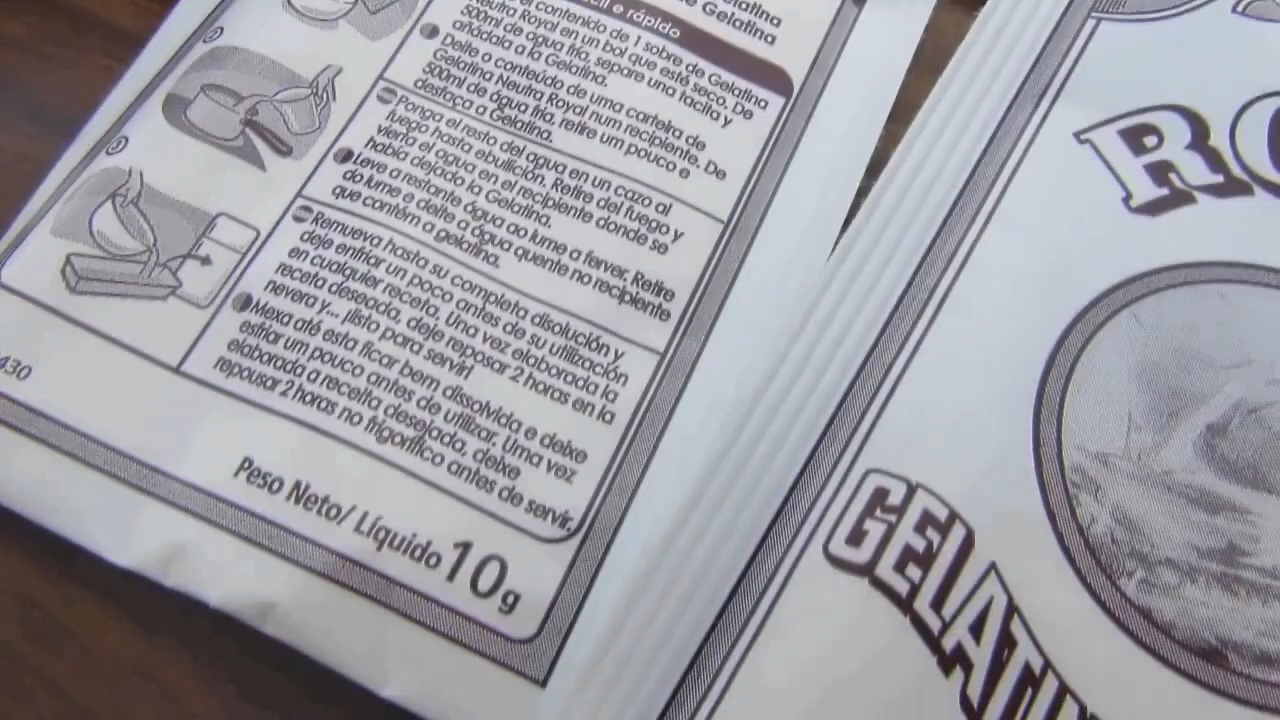 Gelatina
de Gelatina
fácil e rápido
el contenido de 1 sobre de Gelatina
Neutra Royal en un bol que esté seco. De
500ml de agua fría, separe una tacita y
añádala a la Gelatina.
Deite o conteúdo de uma carteira de
Gelatina Neutra Royal num recipiente. De
500ml de água fria, retire um pouco e
desfaça a Gelatina.
2
Ponga el resto del agua en un cazo al
fuego hasta ebullición. Retire del fuego y
vierta el agua en el recipiente donde se
había dejado la Gelatina.
Leve a restante água ao lume a ferver. Retire
do lume e deite a água quente no recipiente
que contém a gelatina.
3
Remueva hasta su completa disolución y
deje enfriar un poco antes de su utilización
en cualquier receta. Una vez elaborada la
receta deseada, deje reposar 2 horas en la
nevera y... ¡listo para servir!
Mexa até esta ficar bem dissolvida e deixe
esfriar um pouco antes de utilizar. Uma vez
elaborada a receita desejada, deixe
repousar 2 horas no frigorífico antes de servir.
430
Peso Neto/ Líquido 10g
RO
GELATIN